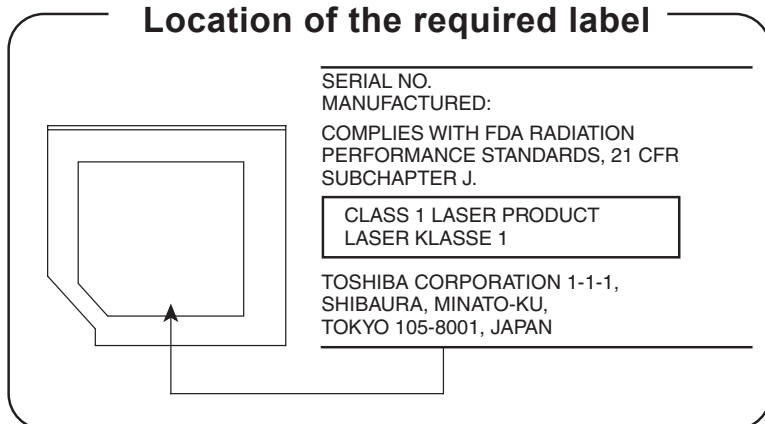 Location of the required label
SERIAL NO.
MANUFACTURED:
COMPLIES WITH FDA RADIATION
PERFORMANCE STANDARDS, 21 CFR
SUBCHAPTER J.
CLASS 1 LASER PRODUCT
LASER KLASSE 1
TOSHIBA CORPORATION 1-1-1,
SHIBAURA, MINATO-KU,
TOKYO 105-8001, JAPAN